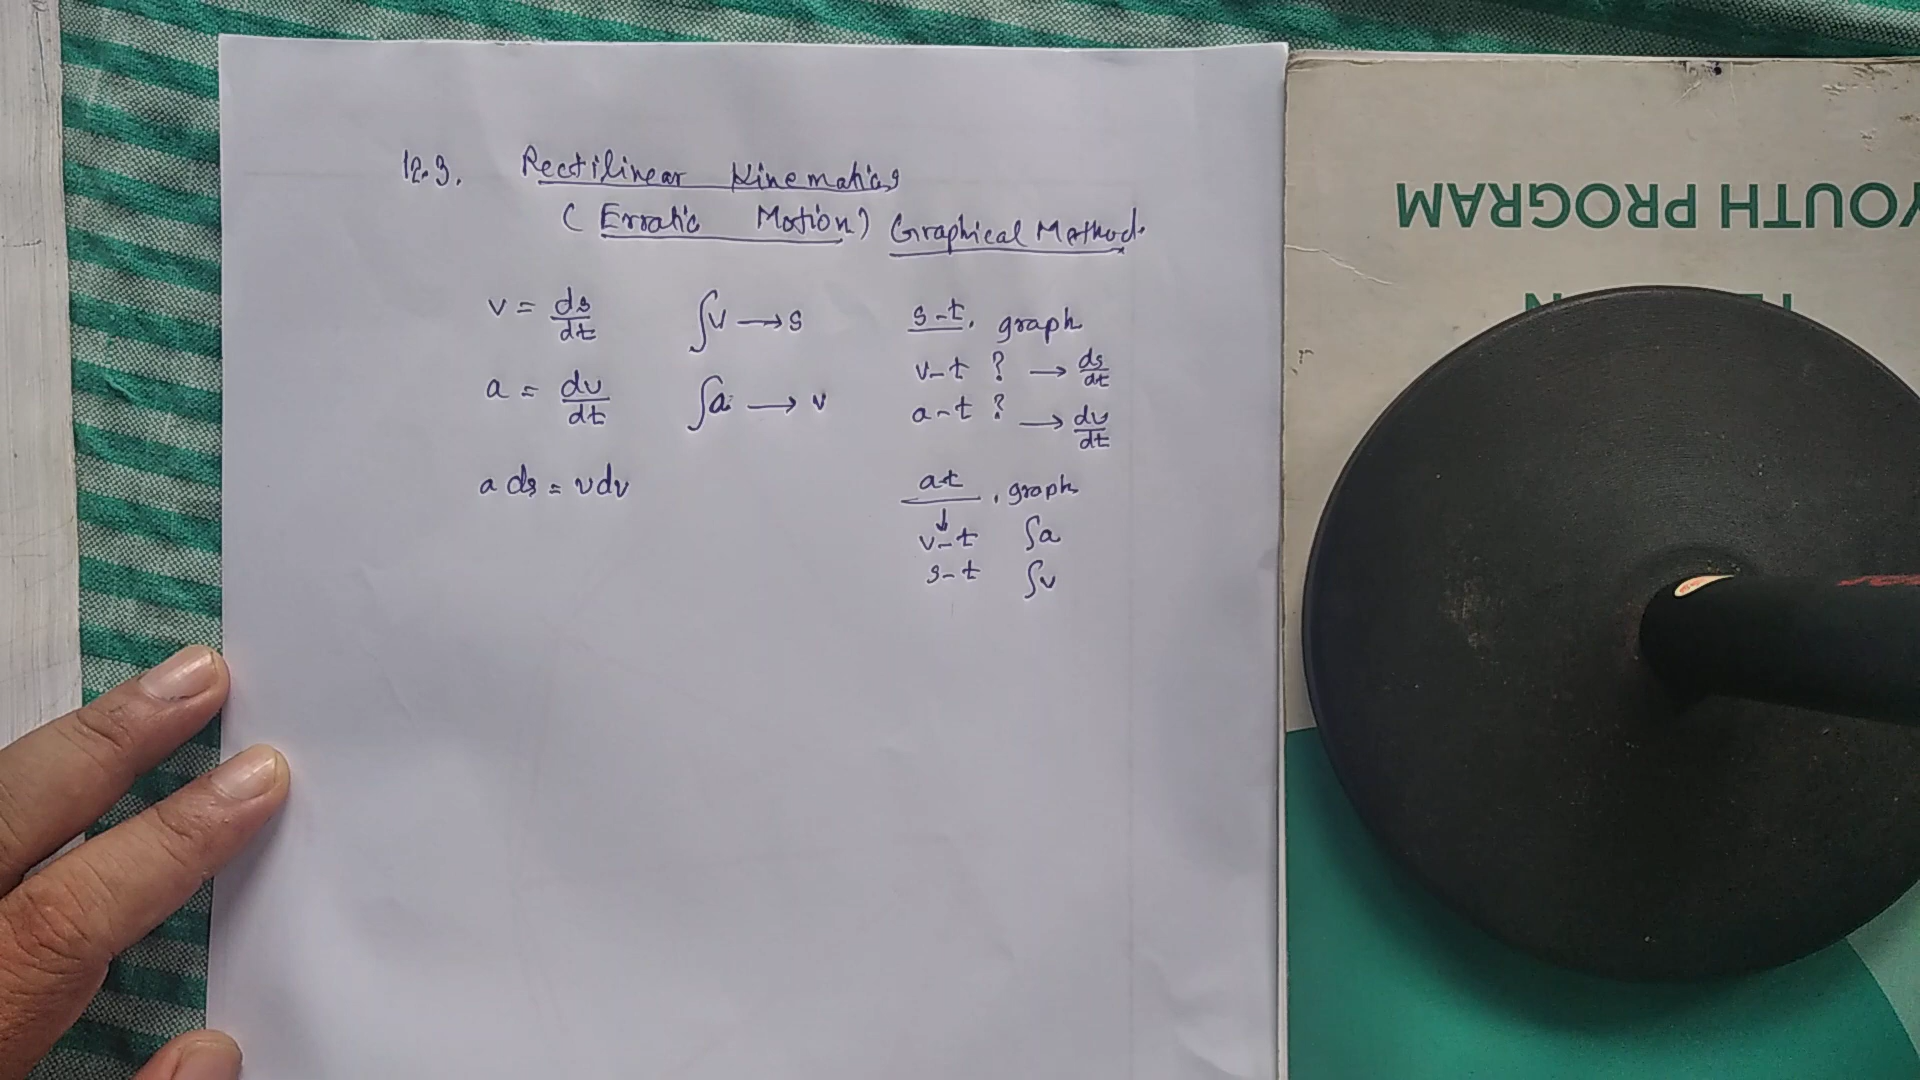 12.3. Rectilinear Kinematics
(Erratic Motion) Graphical Method.
v = ds/dt ∫v → s
a = dv/dt ∫a → v
a ds = v dv
s-t, graph
v-t ? → ds/dt
a-t ? → dv/dt
a-t, graph
↓
v-t ∫a
s-t ∫v
YOUTH PROGRAM